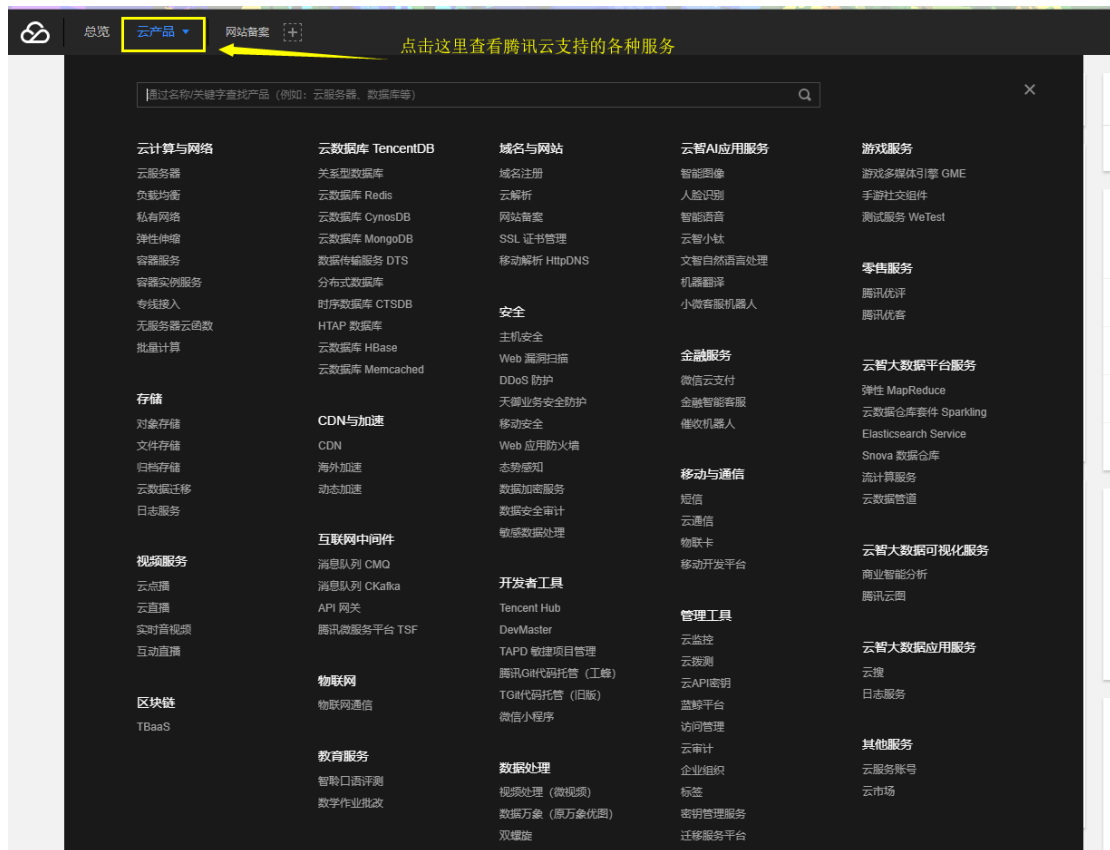 总览
云产品
网站备案
点击这里查看腾讯云支持的各种服务
通过名称/关键字查找产品（例如：云服务器、数据库等）
云计算与网络
云服务器
负载均衡
私有网络
弹性伸缩
容器服务
容器实例服务
专线接入
无服务器云函数
批量计算
存储
对象存储
文件存储
归档存储
云数据迁移
日志服务
视频服务
云点播
云直播
实时音视频
互动直播
区块链
TBaaS
云数据库 TencentDB
关系型数据库
云数据库 Redis
云数据库 CynosDB
云数据库 MongoDB
数据传输服务 DTS
分布式数据库
时序数据库 CTSDB
HTAP 数据库
云数据库 HBase
云数据库 Memcached
CDN与加速
CDN
海外加速
动态加速
互联网中间件
消息队列 CMQ
消息队列 CKafka
API 网关
腾讯微服务平台 TSF
物联网
物联网通信
教育服务
智聆口语评测
数学作业批改
域名与网站
域名注册
云解析
网站备案
SSL 证书管理
移动解析 HttpDNS
安全
主机安全
Web 漏洞扫描
DDoS 防护
天御业务安全防护
移动安全
Web 应用防火墙
态势感知
数据加密服务
数据安全审计
敏感数据处理
开发者工具
Tencent Hub
DevMaster
TAPD 敏捷项目管理
腾讯Git代码托管（工蜂）
TGit代码托管（旧版）
微信小程序
数据处理
视频处理（微视频）
数据万象（原万象优图）
双螺旋
云智AI应用服务
智能图像
人脸识别
智能语音
云智小钛
文智自然语言处理
机器翻译
小微客服机器人
金融服务
微信云支付
金融智能客服
催收机器人
移动与通信
短信
云通信
物联卡
移动开发平台
管理工具
云监控
云拨测
云API密钥
蓝鲸平台
访问管理
云审计
企业组织
标签
密钥管理服务
迁移服务平台
游戏服务
游戏多媒体引擎 GME
手游社交组件
测试服务 WeTest
零售服务
腾讯优评
腾讯优客
云智大数据平台服务
弹性 MapReduce
云数据仓库套件 Sparkling
Elasticsearch Service
Snova 数据仓库
流计算服务
云数据管道
云智大数据可视化服务
商业智能分析
腾讯云图
云智大数据应用服务
云搜
日志服务
其他服务
云服务账号
云市场